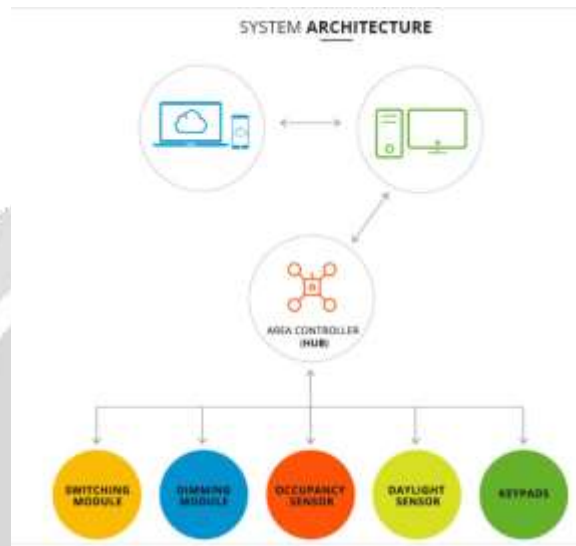 SYSTEM ARCHITECTURE
AREA CONTROLLER
(HUB)
SWITCHING
MODULE
DIMMING
MODULE
OCCUPANCY
SENSOR
DAYLIGHT
SENSOR
KEYPADS